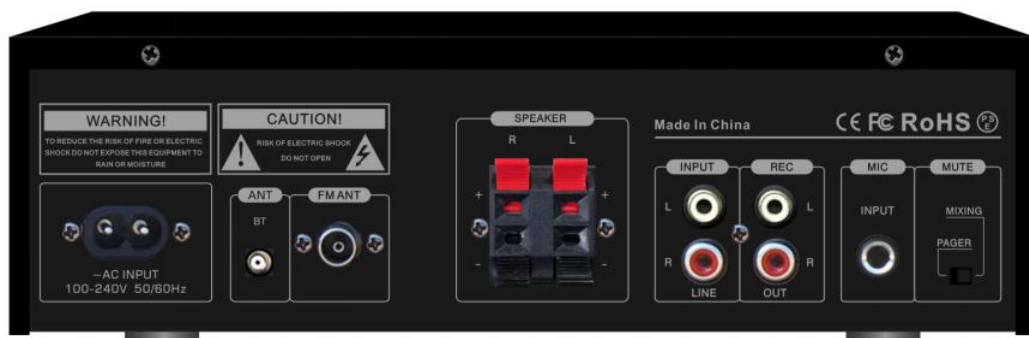 WARNING!
TO REDUCE THE RISK OF FIRE OR ELECTRIC
SHOCK DO NOT EXPOSE THIS EQUIPMENT TO
RAIN OR MOISTURE
CAUTION!
RISK OF ELECTRIC SHOCK
DO NOT OPEN
~AC INPUT
100-240V 50/60Hz
ANT
BT
FM ANT
SPEAKER
R L
+ +
- -
Made In China
CE FC RoHS PSE
INPUT
L
R
LINE
REC
L
R
OUT
MIC
INPUT
MUTE
MIXING
PAGER